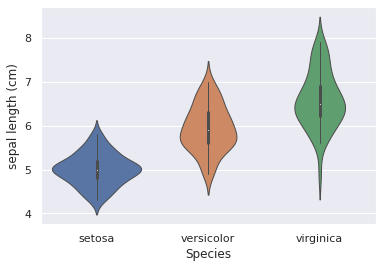 sepal length (cm)
8
7
6
5
4
setosa
versicolor
virginica
Species